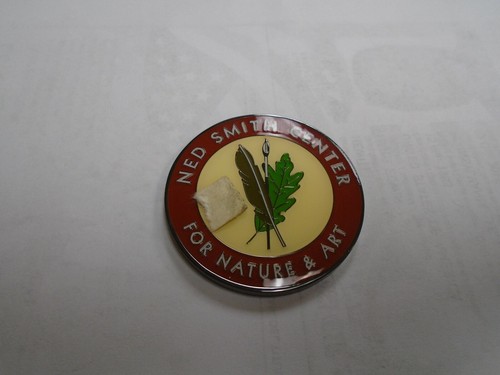 NED SMITH CENTER
FOR NATURE & ART